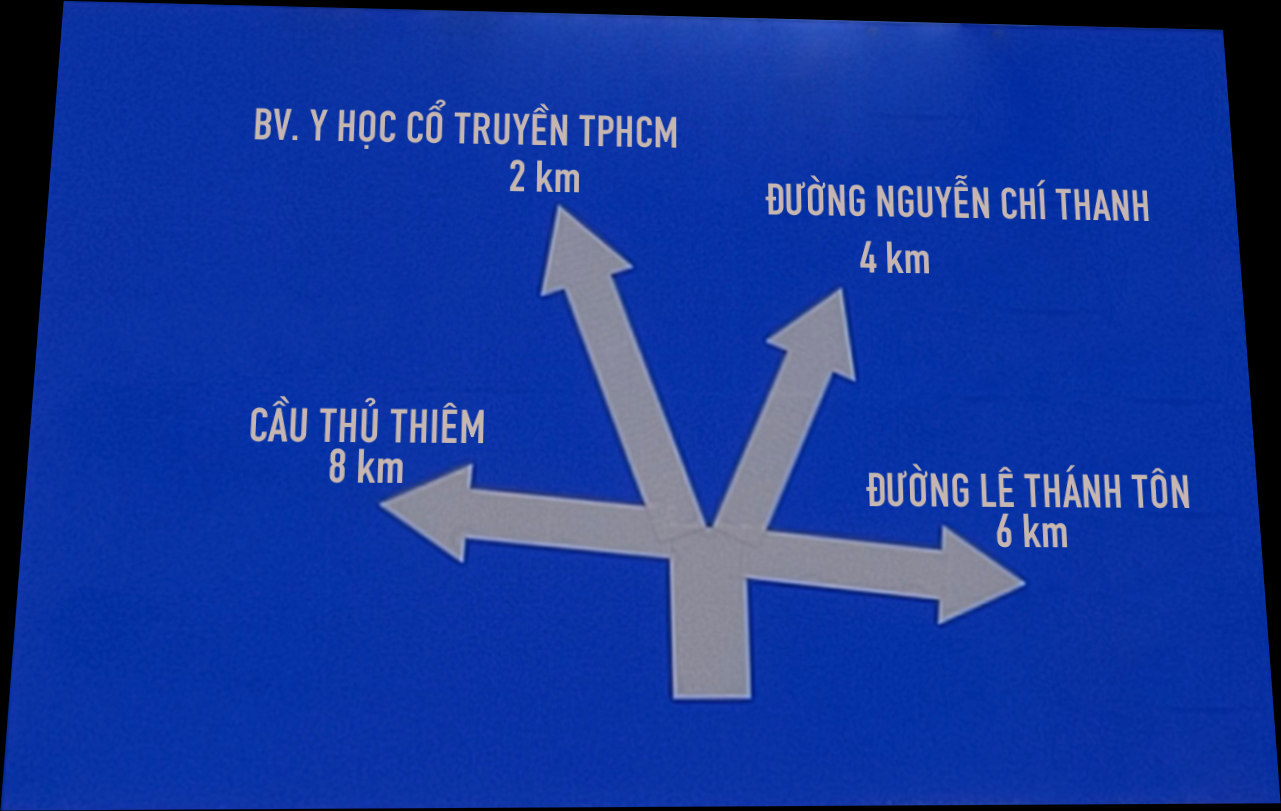 BV. Y HỌC CỔ TRUYỀN TPHCM
2 km
ĐƯỜNG NGUYỄN CHÍ THANH
4 km
CẦU THỦ THIÊM
8 km
ĐƯỜNG LÊ THÁNH TÔN
6 km